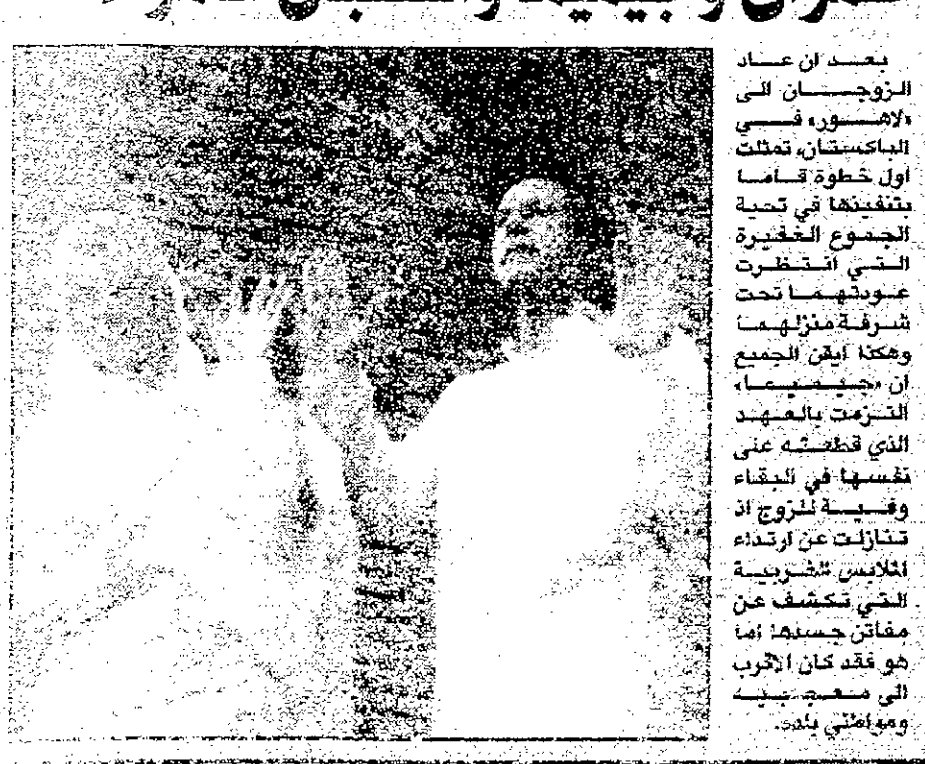 بعد ان عاد
الزوجان الى
«لاهور» في
الباكستان، تمثلت
أول خطوة قاما
بتنفيذها في تحية
الجموع الغفيرة
التي انتظرت
عودتهما تحت
شرفة منزلهما
وهكذا ايقن الجميع
ان «جيميما»
التزمت بالعهد
الذي قطعته على
نفسها في البقاء
وفية للزوج اذ
تنازلت عن ارتداء
الملابس الغربية
التي تكشف عن
مفاتن جسدها اما
هو فقد كان الاقرب
الى معجبيه
ومواطني بلده.